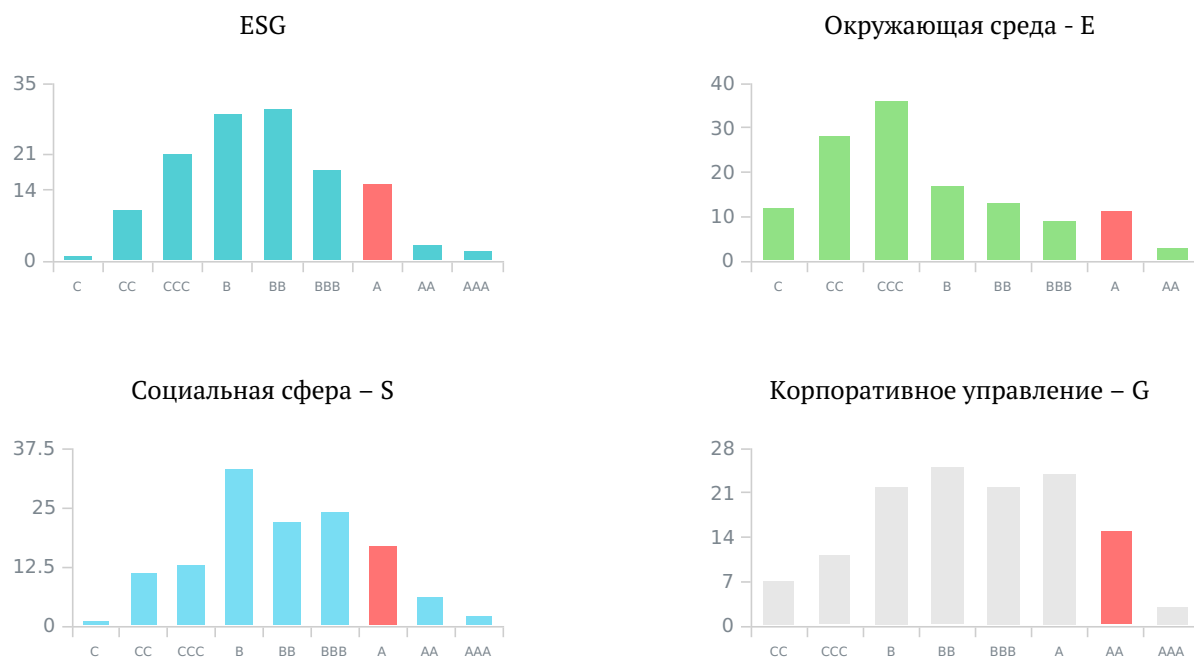 ESG
35
21
14
0
C CC CCC B BB BBB A AA AAA
Окружающая среда - E
40
30
20
10
0
C CC CCC B BB BBB A AA
Социальная сфера – S
37.5
25
12.5
0
C CC CCC B BB BBB A AA AAA
Корпоративное управление – G
28
21
14
7
0
CC CCC B BB BBB A AA AAA